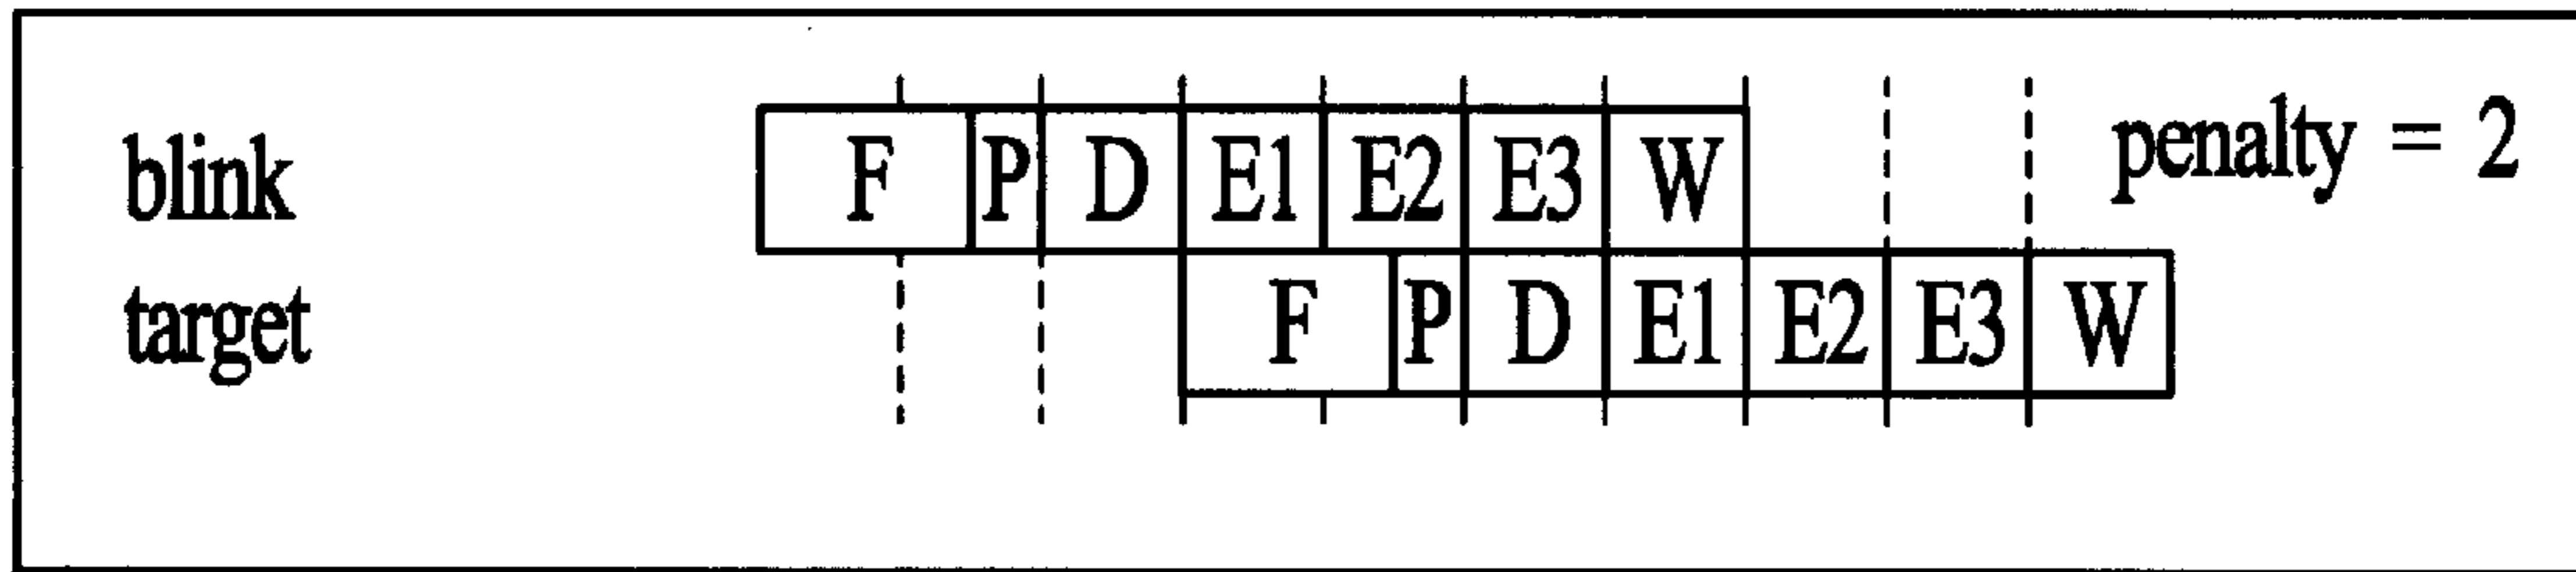 blink F P D E1 E2 E3 W penalty = 2
target F P D E1 E2 E3 W